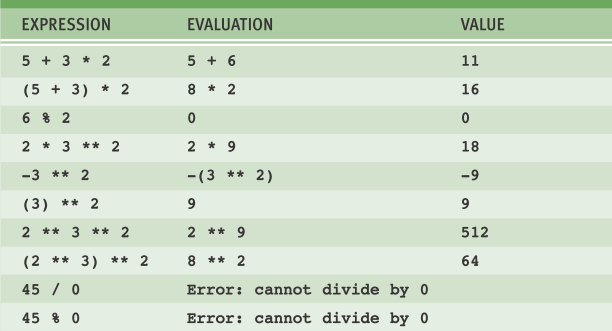 EXPRESSION EVALUATION VALUE
5 + 3 * 2 5 + 6 11
(5 + 3) * 2 8 * 2 16
6 % 2 0 0
2 * 3 ** 2 2 * 9 18
-3 ** 2 -(3 ** 2) -9
(3) ** 2 9 9
2 ** 3 ** 2 2 ** 9 512
(2 ** 3) ** 2 8 ** 2 64
45 / 0 Error: cannot divide by 0
45 % 0 Error: cannot divide by 0